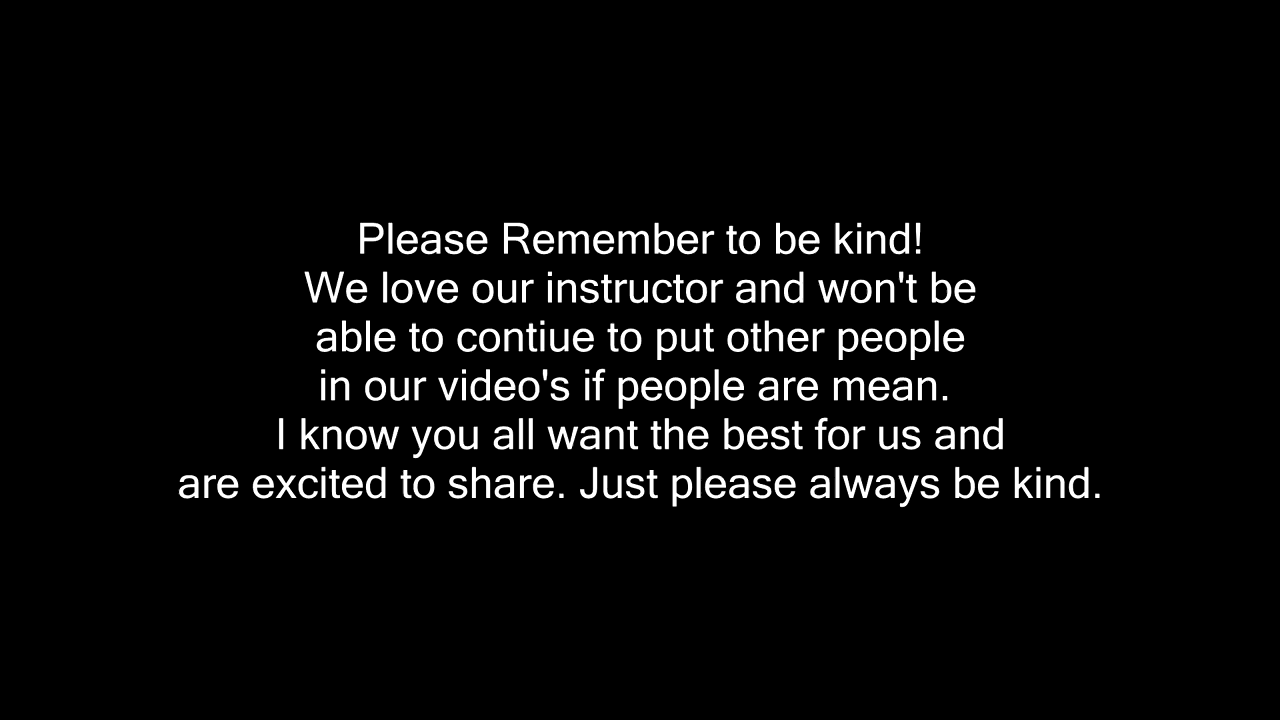 Please Remember to be kind!
We love our instructor and won't be
able to contiue to put other people
in our video's if people are mean.
I know you all want the best for us and
are excited to share. Just please always be kind.